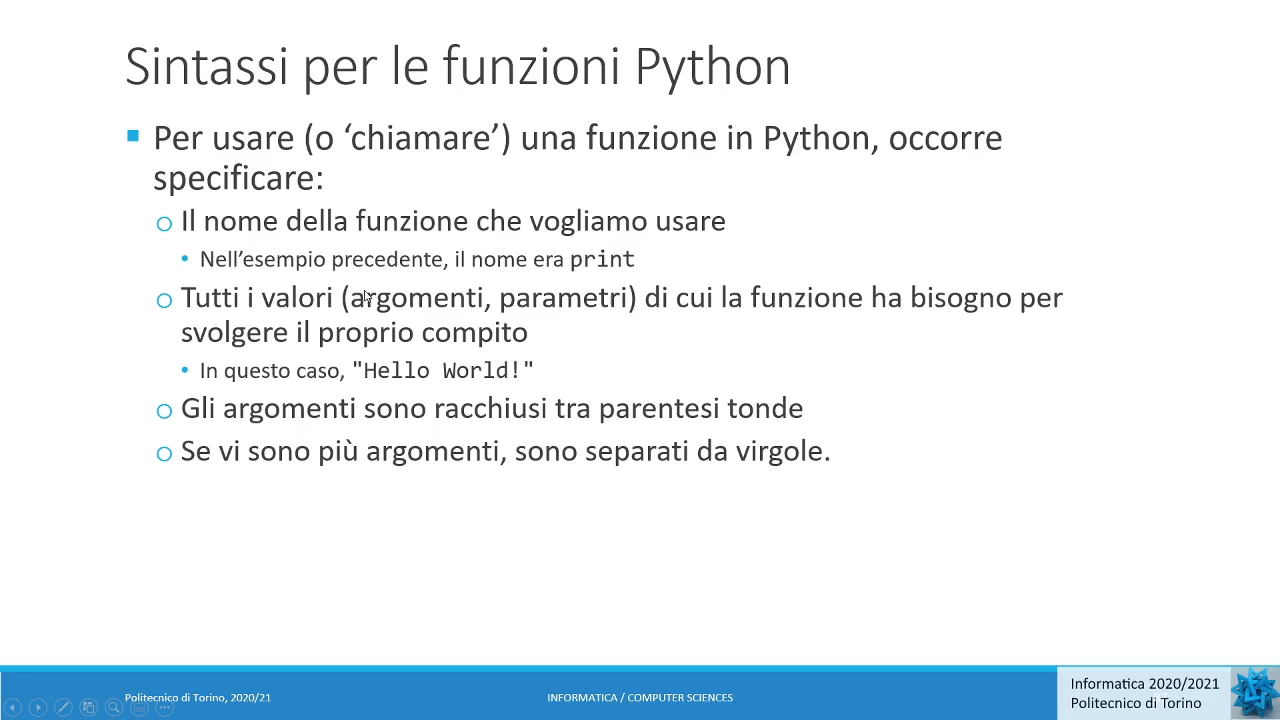 Sintassi per le funzioni Python
Per usare (o ‘chiamare’) una funzione in Python, occorre
specificare:
Il nome della funzione che vogliamo usare
Nell’esempio precedente, il nome era print
Tutti i valori (argomenti, parametri) di cui la funzione ha bisogno per
svolgere il proprio compito
In questo caso, "Hello World!"
Gli argomenti sono racchiusi tra parentesi tonde
Se vi sono più argomenti, sono separati da virgole.
Politecnico di Torino, 2020/21
INFORMATICA / COMPUTER SCIENCES
Informatica 2020/2021
Politecnico di Torino